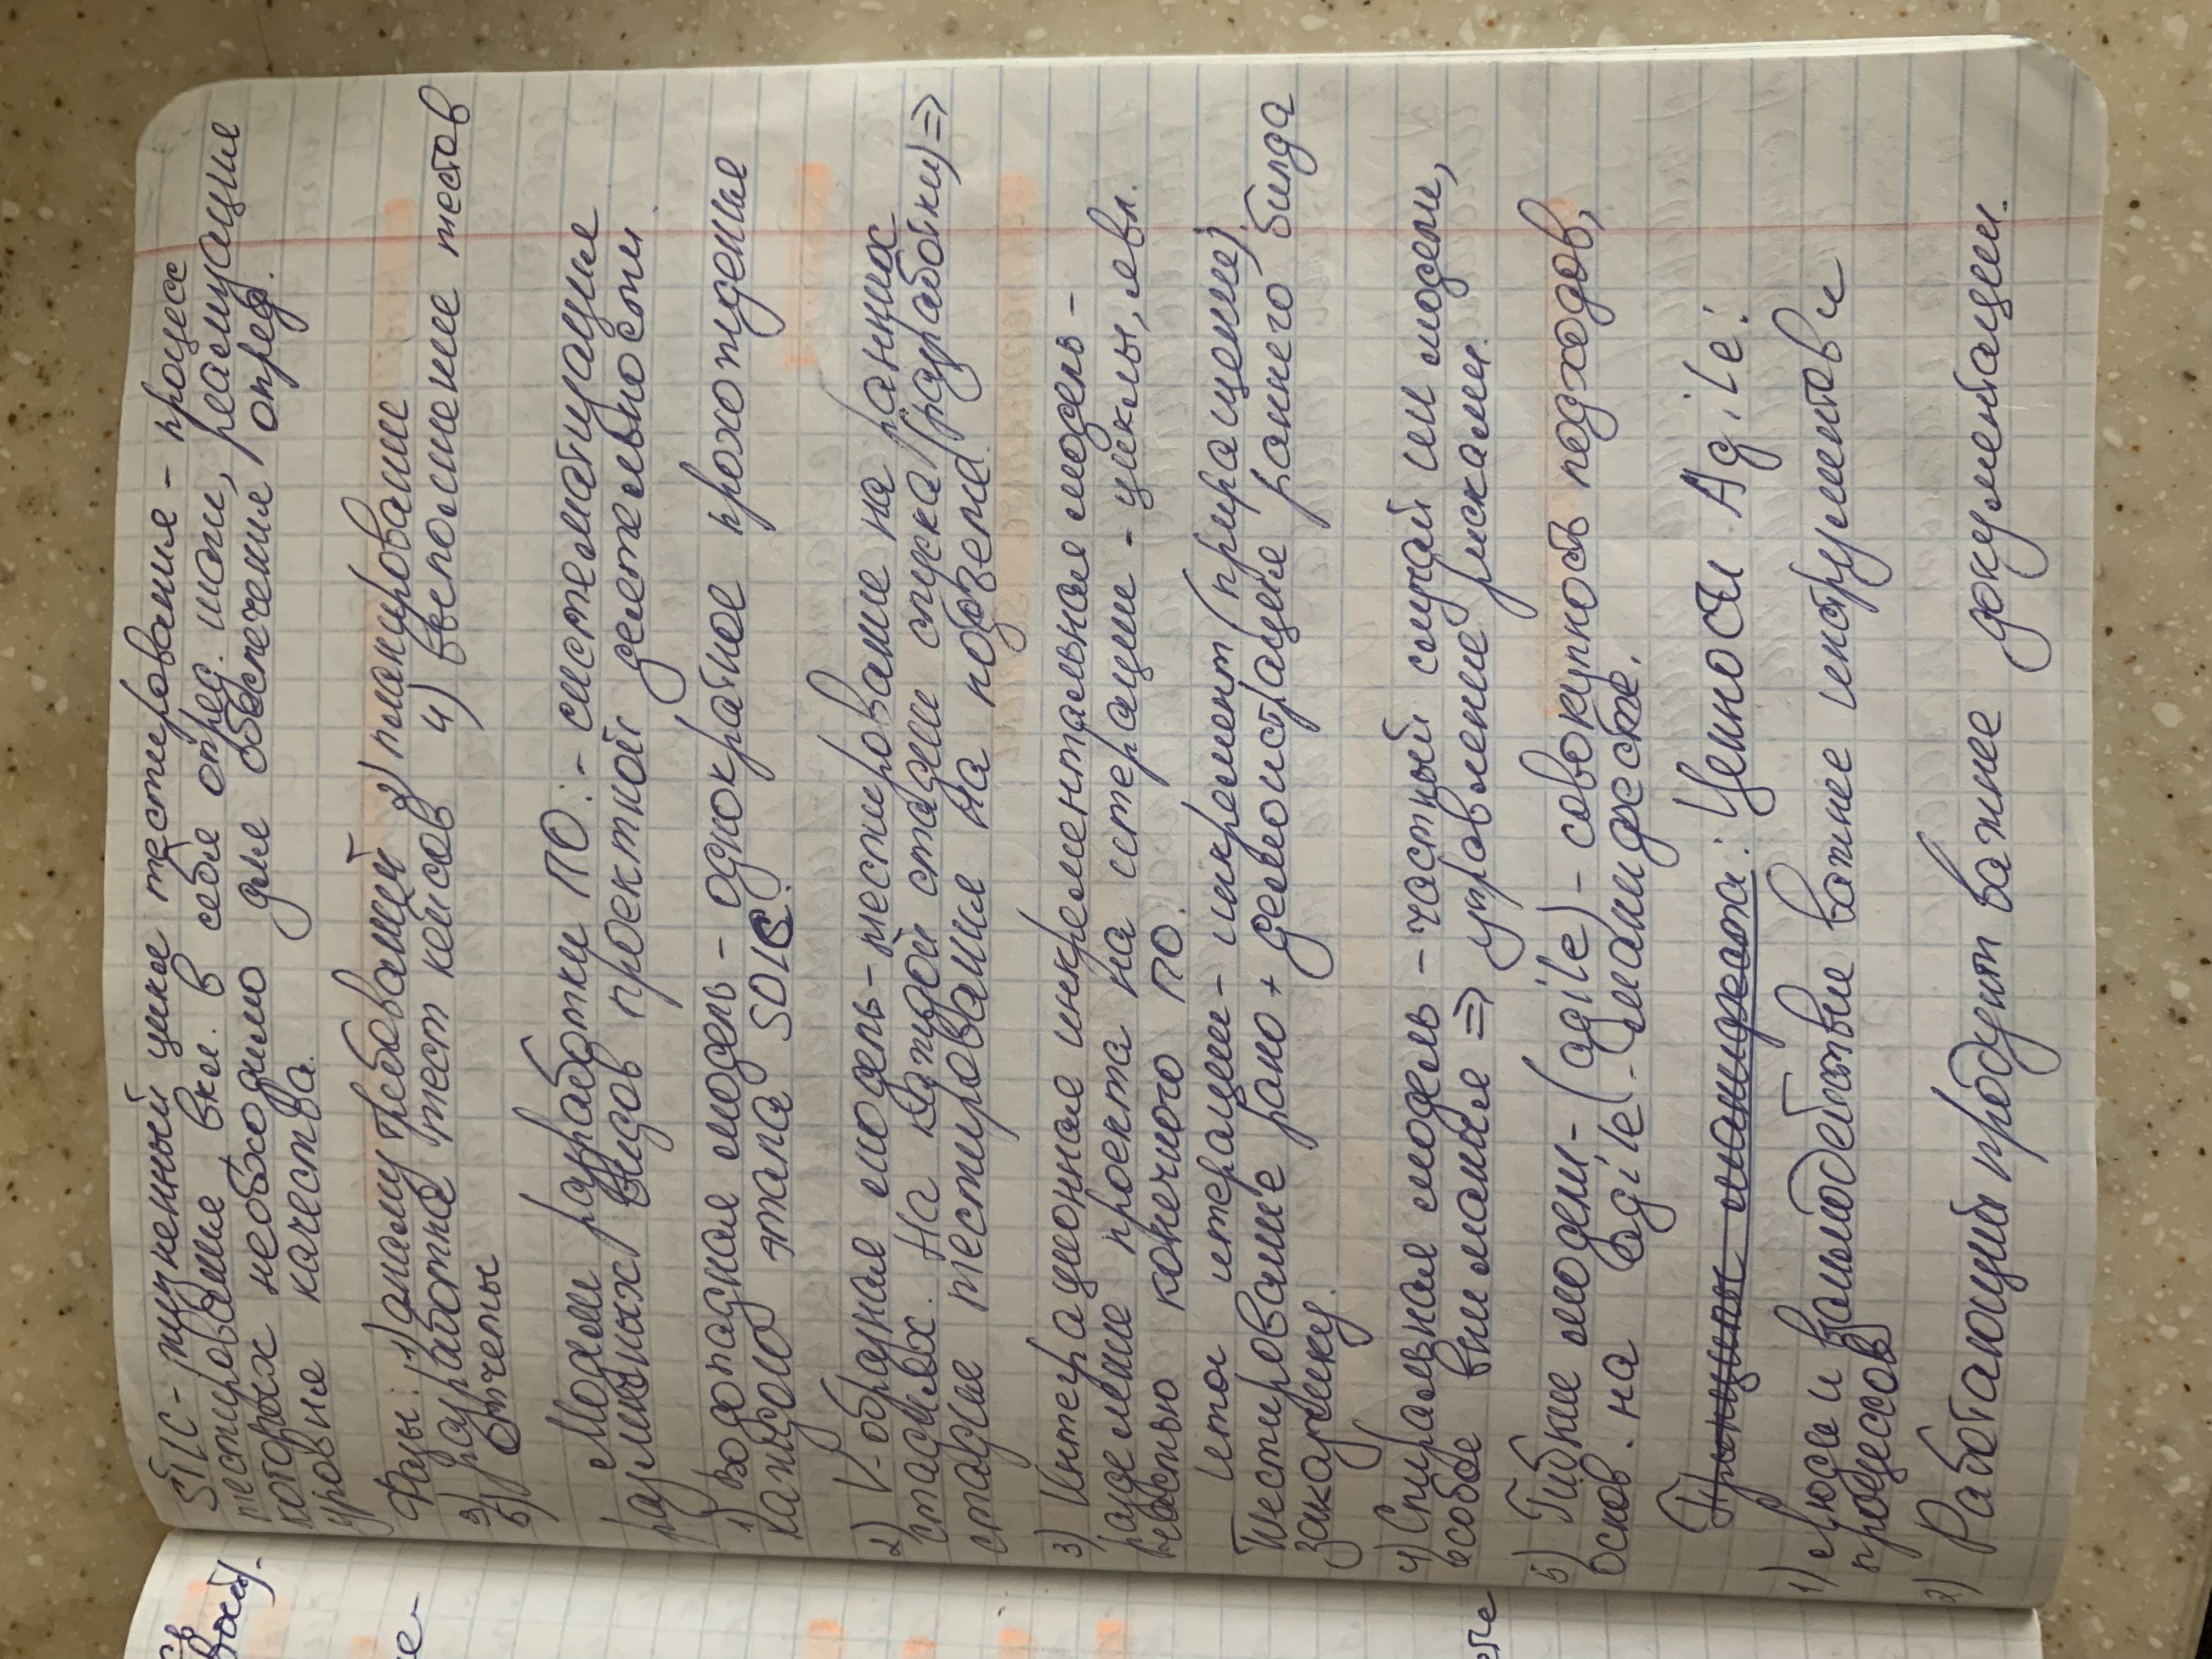 STLC - жизненный цикл тестирования - процесс
тестирования, вкл. в себя опред. шаги, реализация
которых необходимо для обеспечения опред.
уровня качества.
Фазы: 1) анализ требований 2) планирование
3) разработка тест кейсов 4) выполнение тестов
5) Отчеты
Модели разработки ПО: - систематизация
различных видов проектной деятельности.
1) Водопадная модель - однократное прохождения
каждого этапа SDLC.
2) V-образная модель - тестирование на ранних
стадиях. На каждой стадии спуска (разработки) =>
стадия тестирования на подъеме.
3) Интеграционная инкрементальная модель -
разделение проекта на итерации - циклы, явл.
частью конечного ПО.
Итог итерации - инкремент (приращение).
Тестирование рано + демонстрация раннего билда
заказчику.
4) Спиральная модель - частный случай ИИ модели,
особое внимания => управление рисками.
5) Гибкие модели - (agile) - совокупность подходов,
основ. на agile - манифесте.
Принципы манифеста: Ценности Agile:
1) Люди и взаимодействие важнее инструментов и
процессов
2) Работающий продукт важнее документации.